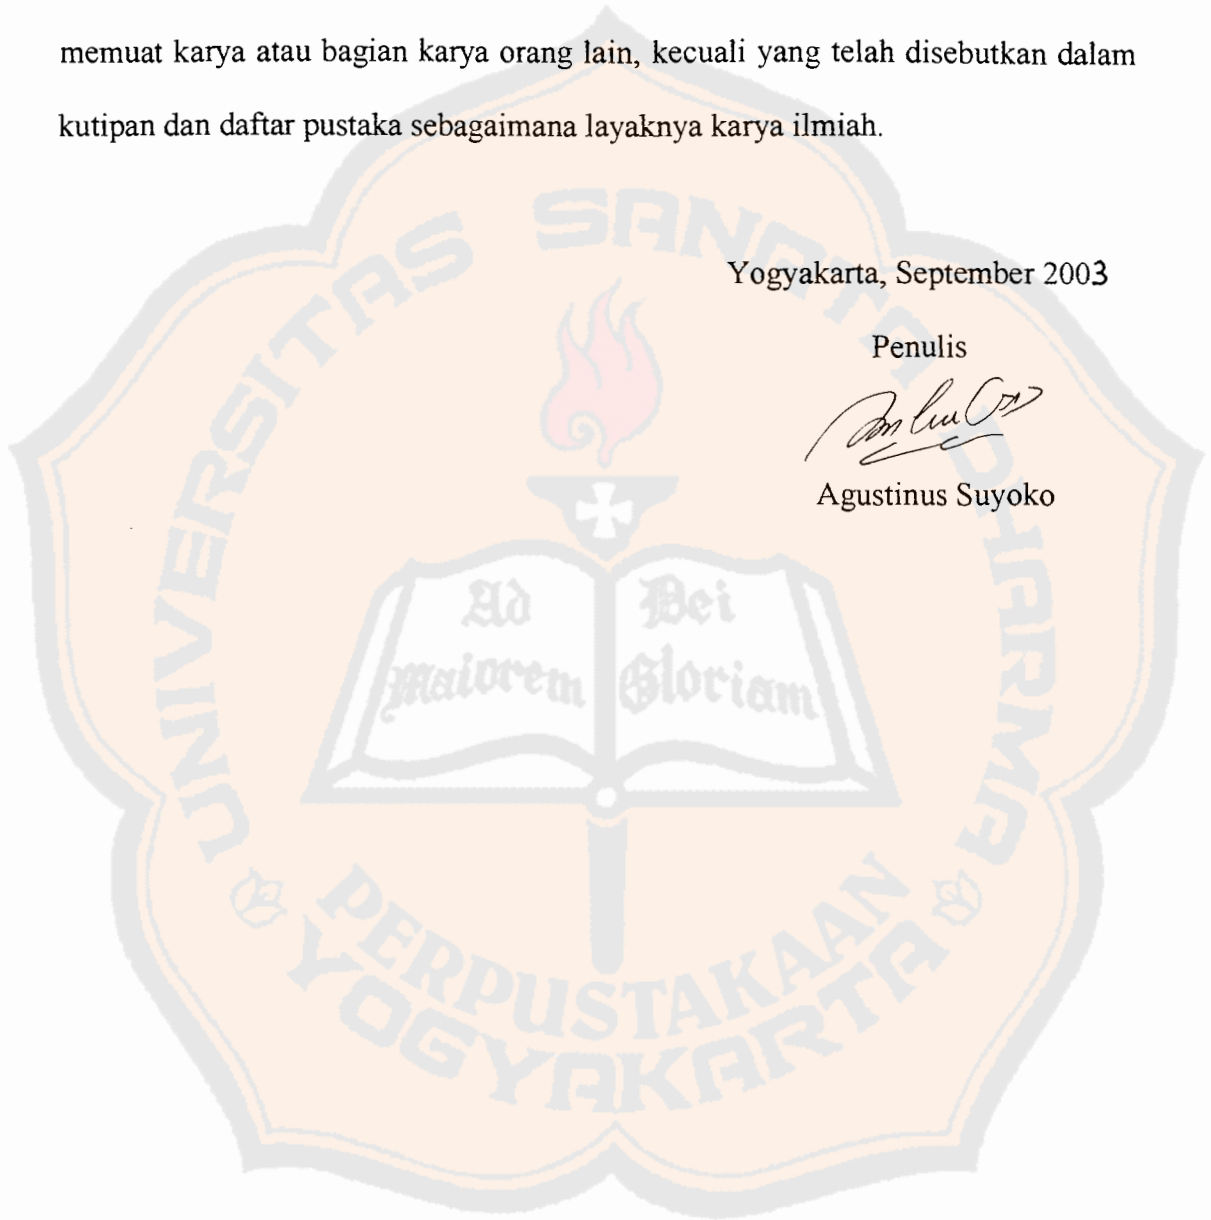 memuat karya atau bagian karya orang lain, kecuali yang telah disebutkan dalam
kutipan dan daftar pustaka sebagaimana layaknya karya ilmiah.
Yogyakarta, September 2003
Penulis
Agustinus Suyoko
UNIVERSITAS SANATA DHARMA
Ad
maiorem
Dei
Gloriam
PERPUSTAKAAN
YOGYAKARTA